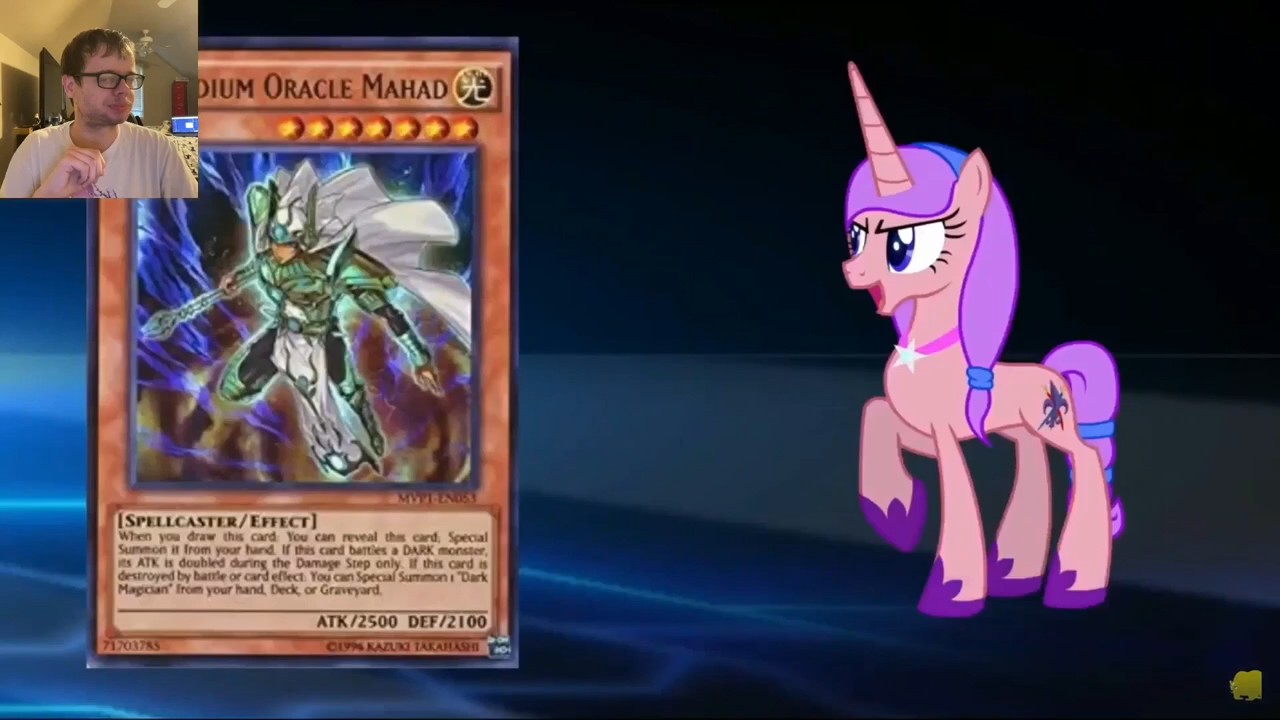 DIUM ORACLE MAHAD
光
MVP1-EN053
[SPELLCASTER/EFFECT]
When you draw this card: You can reveal this card; Special
Summon it from your hand. If this card battles a DARK monster,
its ATK is doubled during the Damage Step only. If this card is
destroyed by battle or card effect: You can Special Summon 1 "Dark
Magician" from your hand, Deck, or Graveyard.
ATK/2500 DEF/2100
71703785
©1996 KAZUKI TAKAHASHI